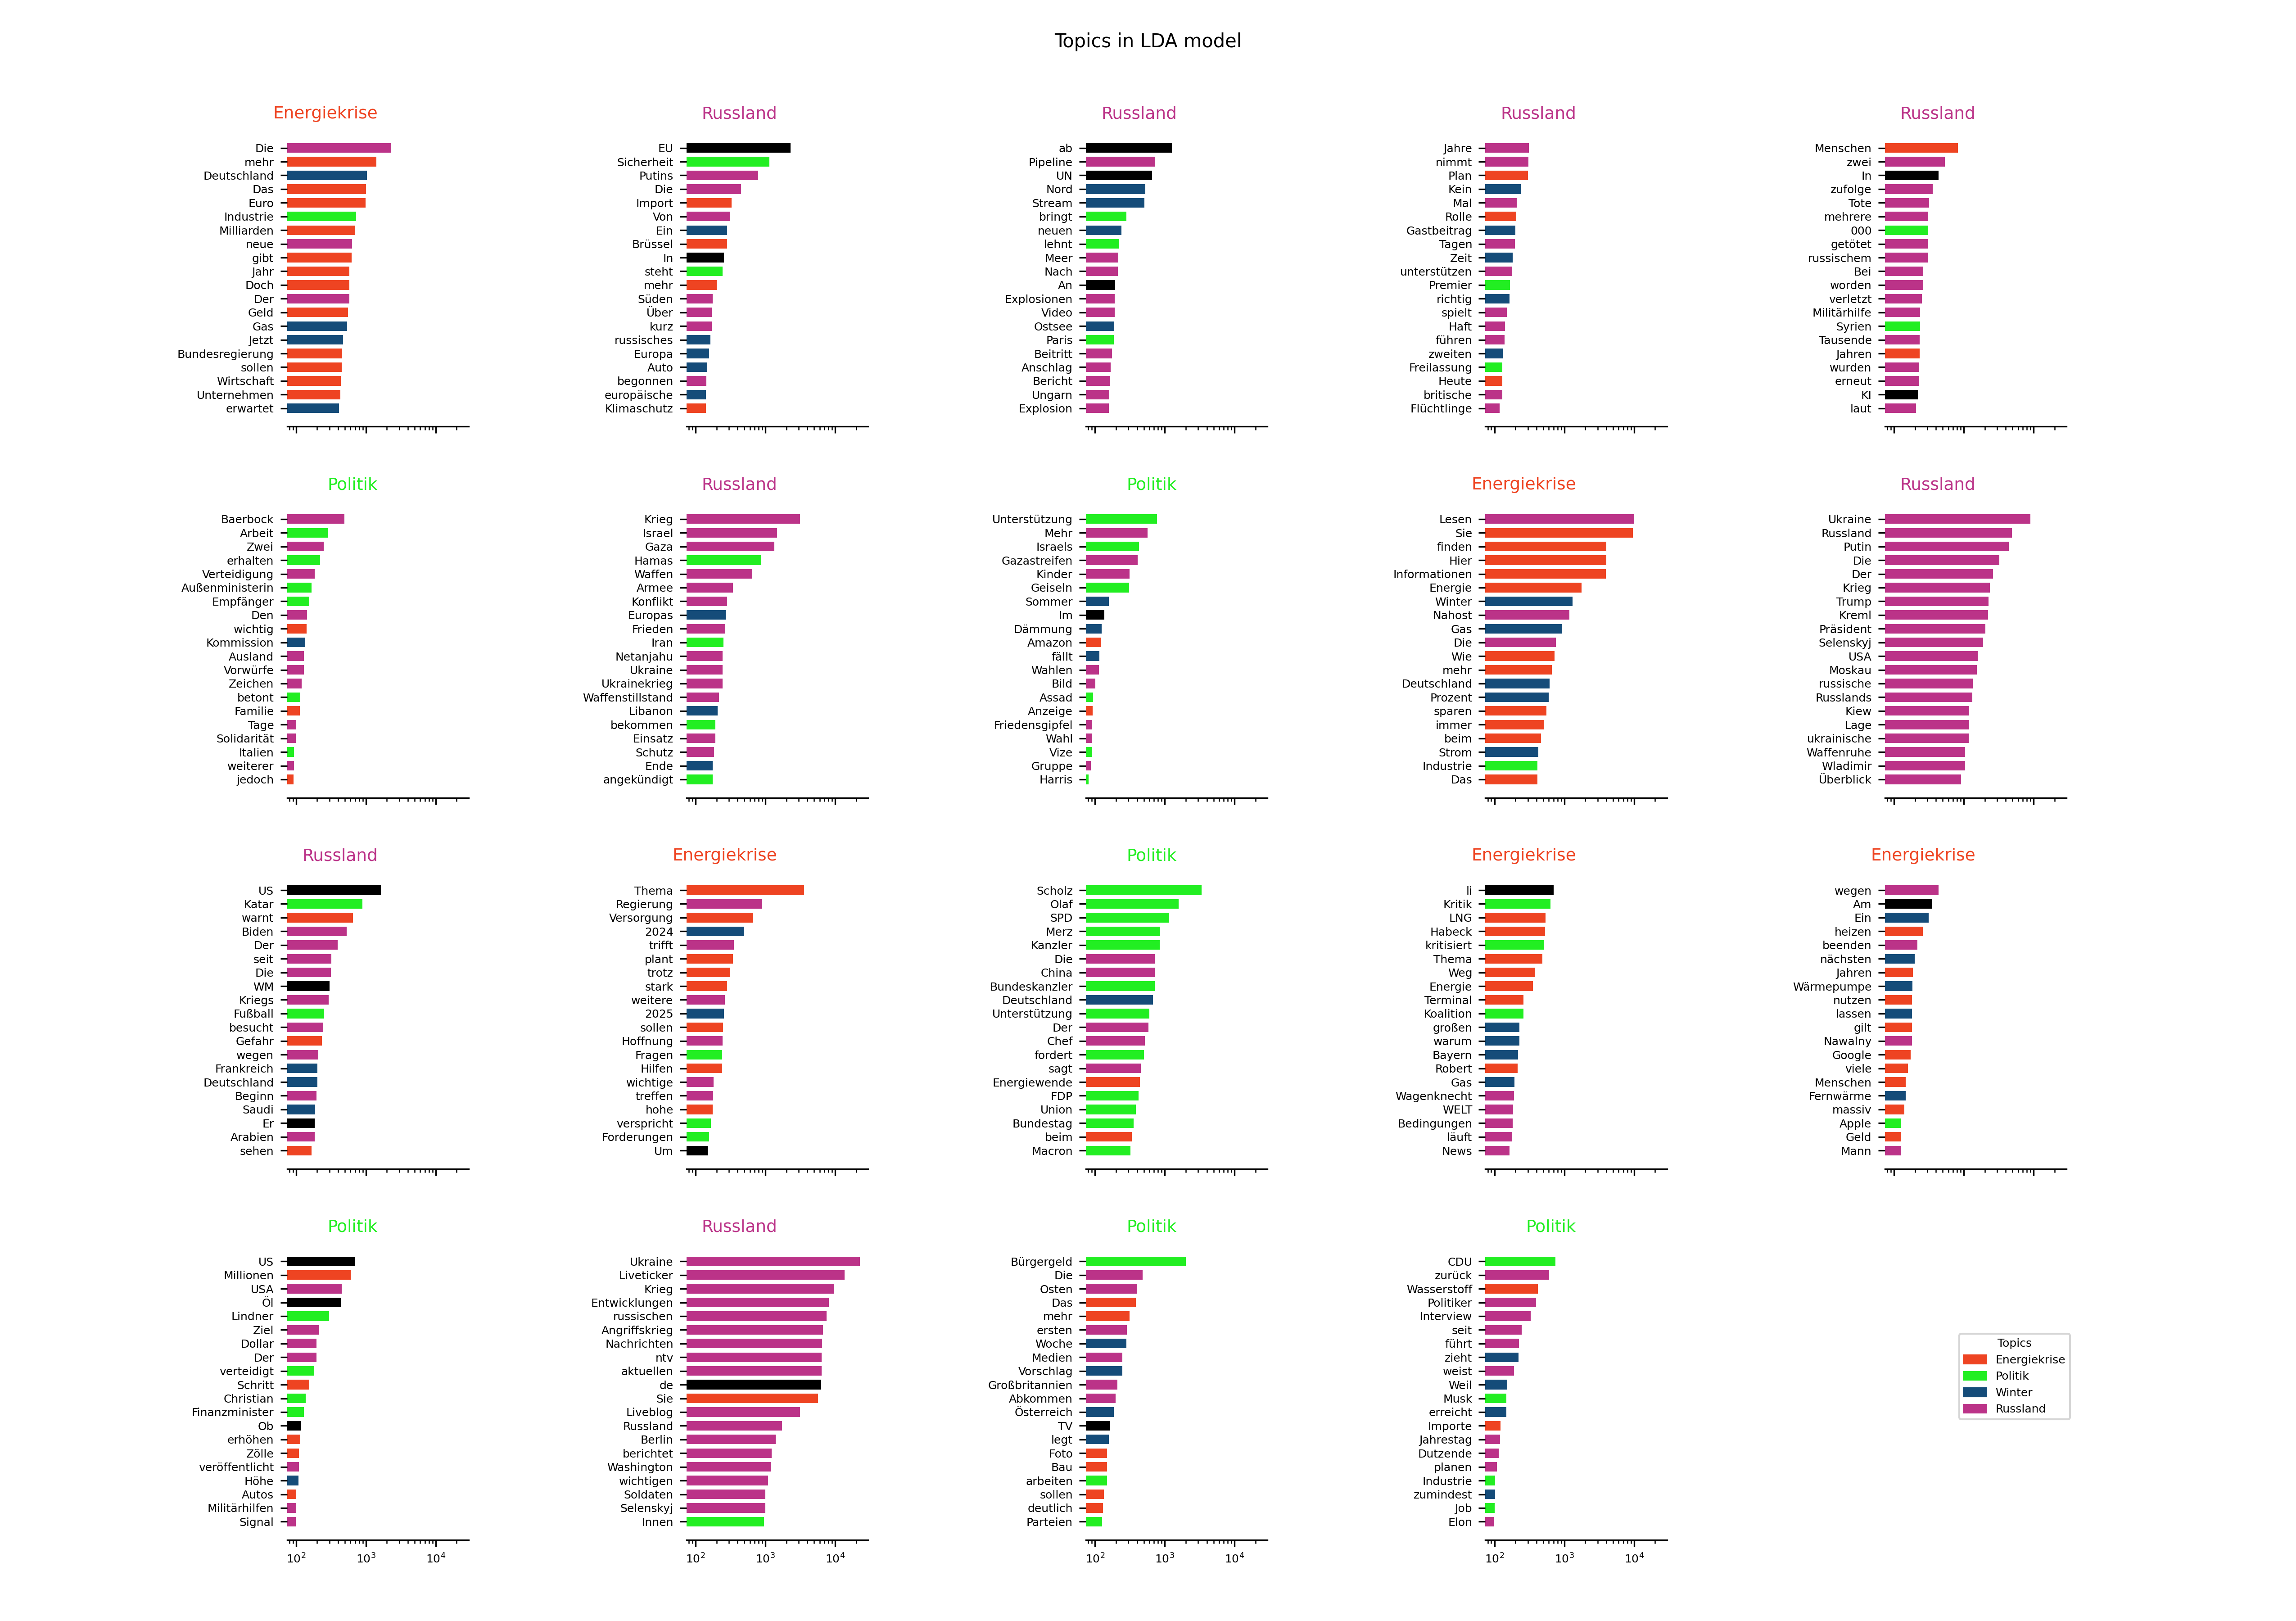 Topics in LDA model
Energiekrise
Die
mehr
Deutschland
Das
Euro
Industrie
Milliarden
neue
gibt
Jahr
Doch
Der
Geld
Gas
Jetzt
Bundesregierung
sollen
Wirtschaft
Unternehmen
erwartet
Russland
EU
Sicherheit
Putins
Die
Import
Von
Ein
Brüssel
In
steht
mehr
Süden
Über
kurz
russisches
Europa
Auto
begonnen
europäische
Klimaschutz
Russland
ab
Pipeline
UN
Nord
Stream
bringt
neuen
lehnt
Meer
Nach
An
Explosionen
Video
Ostsee
Paris
Beitritt
Anschlag
Bericht
Ungarn
Explosion
Russland
Jahre
nimmt
Plan
Kein
Mal
Rolle
Gastbeitrag
Tagen
Zeit
unterstützen
Premier
richtig
spielt
Haft
führen
zweiten
Freilassung
Heute
britische
Flüchtlinge
Russland
Menschen
zwei
In
zufolge
Tote
mehrere
000
getötet
russischem
Bei
worden
verletzt
Militärhilfe
Syrien
Tausende
Jahren
wurden
erneut
KI
laut
Politik
Baerbock
Arbeit
Zwei
erhalten
Verteidigung
Außenministerin
Empfänger
Den
wichtig
Kommission
Ausland
Vorwürfe
Zeichen
betont
Familie
Tage
Solidarität
Italien
weiterer
jedoch
Russland
Krieg
Israel
Gaza
Hamas
Waffen
Armee
Konflikt
Europas
Frieden
Iran
Netanjahu
Ukraine
Ukrainekrieg
Waffenstillstand
Libanon
bekommen
Einsatz
Schutz
Ende
angekündigt
Politik
Unterstützung
Mehr
Israels
Gazastreifen
Kinder
Geiseln
Sommer
Im
Dämmung
Amazon
fällt
Wahlen
Bild
Assad
Anzeige
Friedensgipfel
Wahl
Vize
Gruppe
Harris
Energiekrise
Lesen
Sie
finden
Hier
Informationen
Energie
Winter
Nahost
Gas
Die
Wie
mehr
Deutschland
Prozent
sparen
immer
beim
Strom
Industrie
Das
Russland
Ukraine
Russland
Putin
Die
Der
Krieg
Trump
Kreml
Präsident
Selenskyj
USA
Moskau
russische
Russlands
Kiew
Lage
ukrainische
Waffenruhe
Wladimir
Überblick
Russland
US
Katar
warnt
Biden
Der
seit
Die
WM
Kriegs
Fußball
besucht
Gefahr
wegen
Frankreich
Deutschland
Beginn
Saudi
Er
Arabien
sehen
Energiekrise
Thema
Regierung
Versorgung
2024
trifft
plant
trotz
stark
weitere
2025
sollen
Hoffnung
Fragen
Hilfen
wichtige
treffen
hohe
verspricht
Forderungen
Um
Politik
Scholz
Olaf
SPD
Merz
Kanzler
Die
China
Bundeskanzler
Deutschland
Unterstützung
Der
Chef
fordert
sagt
Energiewende
FDP
Union
Bundestag
beim
Macron
Energiekrise
li
Kritik
LNG
Habeck
kritisiert
Thema
Weg
Energie
Terminal
Koalition
großen
warum
Bayern
Robert
Gas
Wagenknecht
WELT
Bedingungen
läuft
News
Energiekrise
wegen
Am
Ein
heizen
beenden
nächsten
Jahren
Wärmepumpe
nutzen
lassen
gilt
Nawalny
Google
viele
Menschen
Fernwärme
massiv
Apple
Geld
Mann
Politik
US
Millionen
USA
Öl
Lindner
Ziel
Dollar
Der
verteidigt
Schritt
Christian
Finanzminister
Ob
erhöhen
Zölle
veröffentlicht
Höhe
Autos
Militärhilfen
Signal
10² 10³ 10⁴
Russland
Ukraine
Liveticker
Krieg
Entwicklungen
russischen
Angriffskrieg
Nachrichten
ntv
aktuellen
de
Sie
Liveblog
Russland
Berlin
berichtet
Washington
wichtigen
Soldaten
Selenskyj
Innen
10² 10³ 10⁴
Politik
Bürgergeld
Die
Osten
Das
mehr
ersten
Woche
Medien
Vorschlag
Großbritannien
Abkommen
Österreich
TV
legt
Foto
Bau
arbeiten
sollen
deutlich
Parteien
10² 10³ 10⁴
Politik
CDU
zurück
Wasserstoff
Politiker
Interview
seit
führt
zieht
weist
Weil
Musk
erreicht
Importe
Jahrestag
Dutzende
planen
Industrie
zumindest
Job
Elon
10² 10³ 10⁴
Topics
Energiekrise
Politik
Winter
Russland